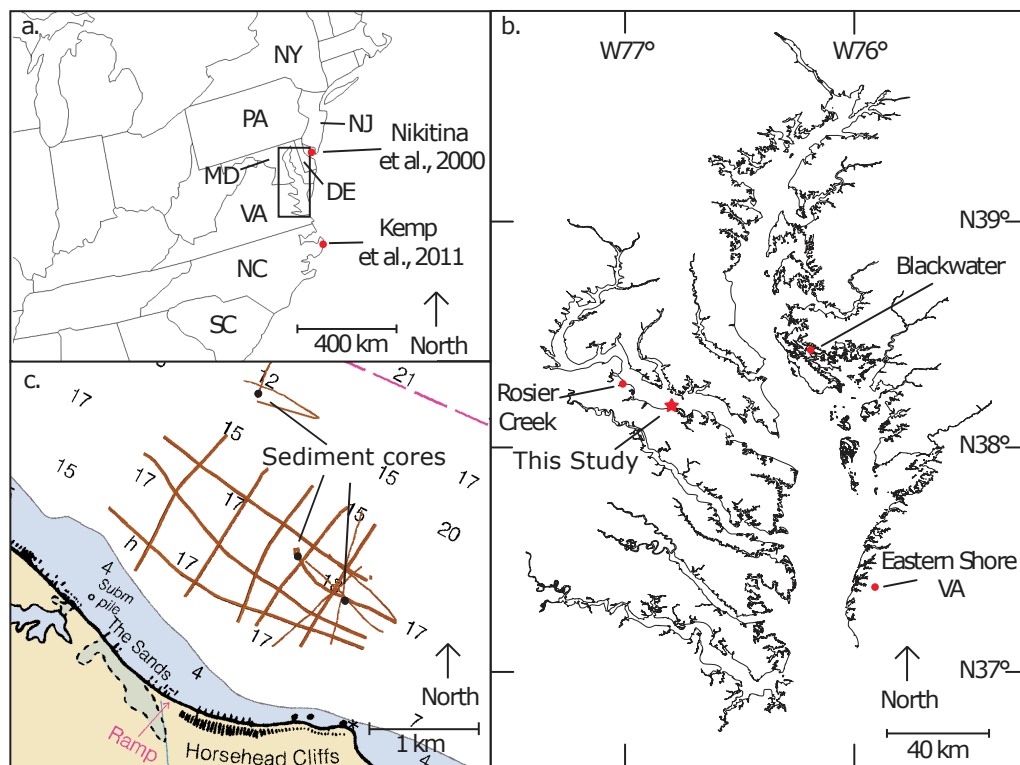 a.
NY
PA
NJ
Nikitina
et al., 2000
MD
DE
VA
Kemp
et al., 2011
NC
SC
400 km
North
b.
W77°
W76°
N39°
Blackwater
Rosier
Creek
This Study
N38°
Eastern Shore
VA
N37°
North
40 km
c.
12
21
17
15
Sediment cores
15
17
17
15
20
h
17
4
Subm
pile
18
The Sands
17
17
4
North
Ramp
7
1 km
Horsehead Cliffs
4